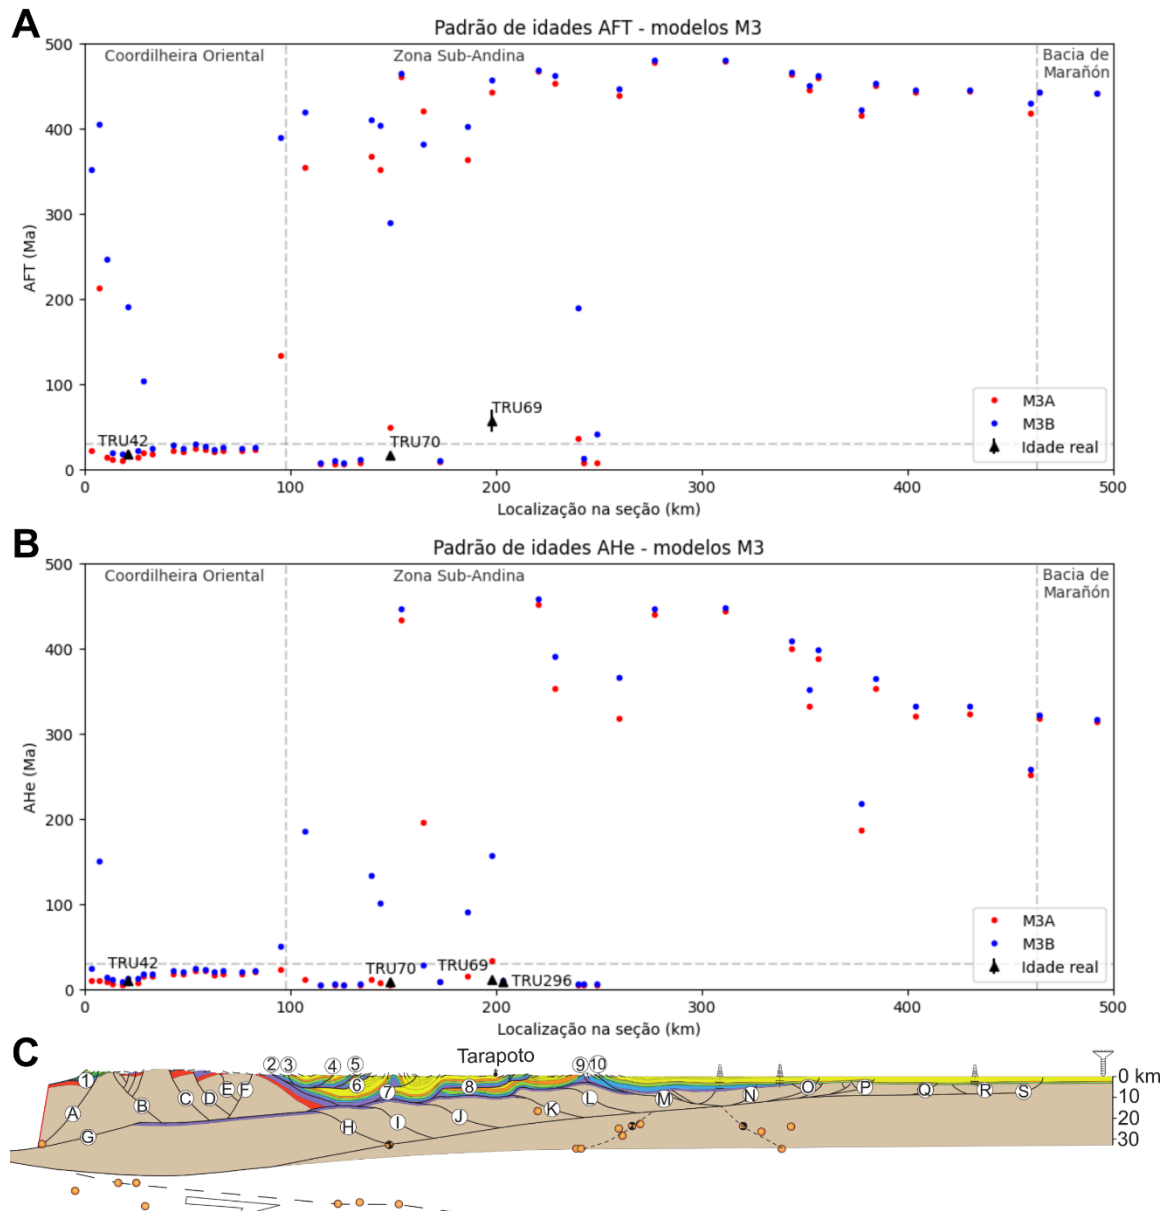 A
Padrão de idades AFT - modelos M3
500
400
300
200
100
0
AFT (Ma)
Coordilheira Oriental
Zona Sub-Andina
Bacia de
Marañón
TRU42
TRU70
TRU69
M3A
M3B
Idade real
0 100 200 300 400 500
Localização na seção (km)
B
Padrão de idades AHe - modelos M3
500
400
300
200
100
0
AHe (Ma)
Coordilheira Oriental
Zona Sub-Andina
Bacia de
Marañón
TRU42
TRU70
TRU69
TRU296
M3A
M3B
Idade real
0 100 200 300 400 500
Localização na seção (km)
C
Tarapoto
1 2 3 4 5 6 7 8 9 10
A B C D E F G H I J K L M N O P Q R S
0 km
10
20
30